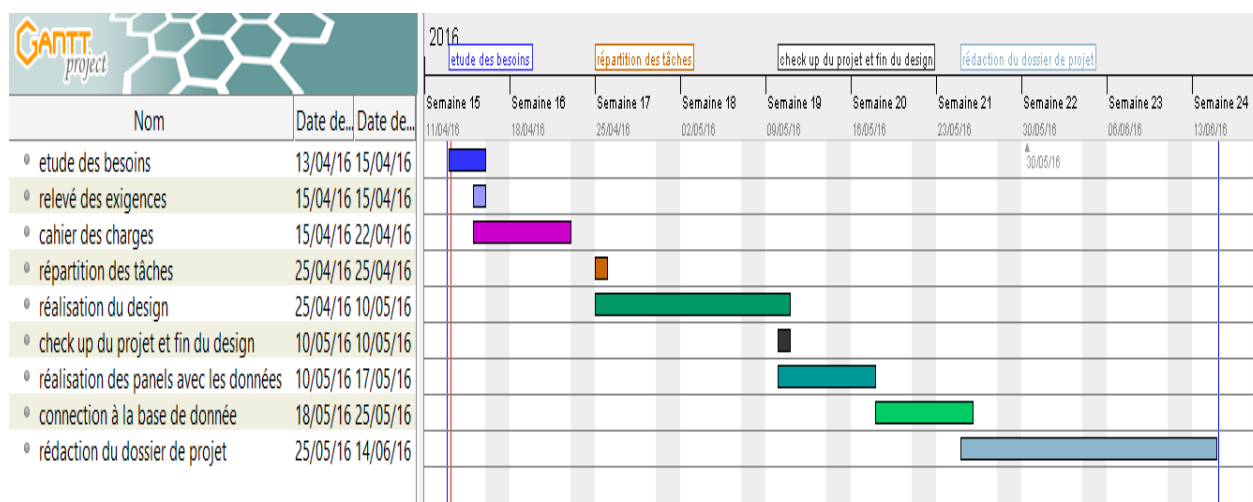 GANTT
project
2016
etude des besoins répartition des tâches check up du projet et fin du design rédaction du dossier de projet
Nom Date de... Date de...
Semaine 15 Semaine 16 Semaine 17 Semaine 18 Semaine 19 Semaine 20 Semaine 21 Semaine 22 Semaine 23 Semaine 24
11/04/16 18/04/16 25/04/16 02/05/16 09/05/16 16/05/16 23/05/16 30/05/16 06/06/16 13/06/16
30/05/16
etude des besoins 13/04/16 15/04/16
relevé des exigences 15/04/16 15/04/16
cahier des charges 15/04/16 22/04/16
répartition des tâches 25/04/16 25/04/16
réalisation du design 25/04/16 10/05/16
check up du projet et fin du design 10/05/16 10/05/16
réalisation des panels avec les données 10/05/16 17/05/16
connection à la base de donnée 18/05/16 25/05/16
rédaction du dossier de projet 25/05/16 14/06/16